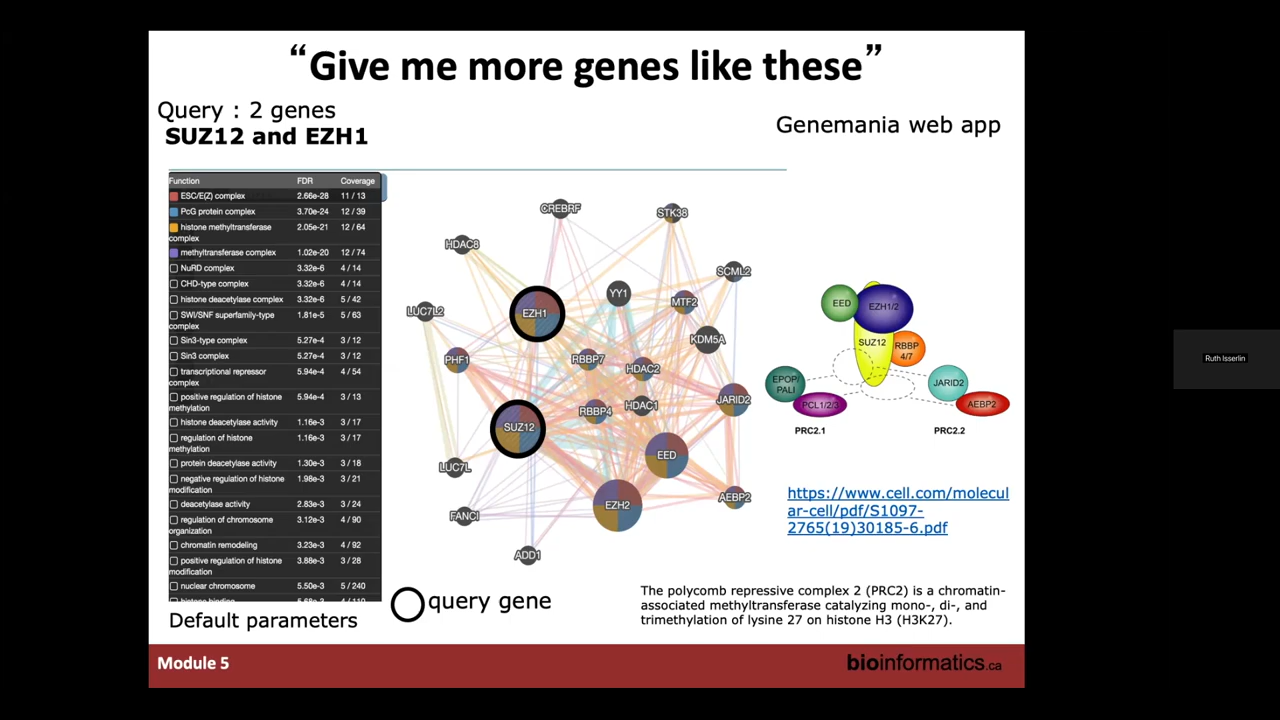 “Give me more genes like these”
Query : 2 genes
SUZ12 and EZH1
Genemania web app
Function FDR Coverage
ESC/E(Z) complex 2.66e-28 11 / 13
PcG protein complex 3.70e-24 12 / 39
histone methyltransferase 2.05e-21 12 / 64
complex
methyltransferase complex 1.02e-20 12 / 74
NuRD complex 3.32e-6 4 / 14
CHD-type complex 3.32e-6 4 / 14
histone deacetylase complex 3.32e-6 5 / 42
SWI/SNF superfamily-type 1.81e-5 5 / 63
complex
Sin3-type complex 5.27e-4 3 / 12
Sin3 complex 5.27e-4 3 / 12
transcriptional repressor 5.94e-4 4 / 54
complex
positive regulation of histone 5.94e-4 3 / 13
methylation
histone deacetylase activity 1.16e-3 3 / 17
regulation of histone 1.16e-3 3 / 17
methylation
protein deacetylase activity 1.30e-3 3 / 18
negative regulation of histone 1.98e-3 3 / 21
modification
deacetylase activity 2.83e-3 3 / 24
regulation of chromosome 3.12e-3 4 / 90
organization
chromatin remodeling 3.23e-3 4 / 92
positive regulation of histone 3.88e-3 3 / 28
modification
nuclear chromosome 5.50e-3 5 / 240
histone binding 5.68e-3 4 / 110
Default parameters
CREBRF
STK38
HDAC8
SCML2
YY1
MTF2
LUC7L2
EZH1
KDM5A
PHF1
RBBP7
HDAC2
JARID2
HDAC1
RBBP4
SUZ12
EED
LUC7L
AEBP2
EZH2
FANCI
ADD1
query gene
EED
EZH1/2
SUZ12
RBBP
4/7
EPOP/
PALI
JARID2
PCL1/2/3
AEBP2
PRC2.1
PRC2.2
https://www.cell.com/molecul
ar-cell/pdf/S1097-
2765(19)30185-6.pdf
The polycomb repressive complex 2 (PRC2) is a chromatin-
associated methyltransferase catalyzing mono-, di-, and
trimethylation of lysine 27 on histone H3 (H3K27).
Module 5
bioinformatics.ca
Ruth Isserlin